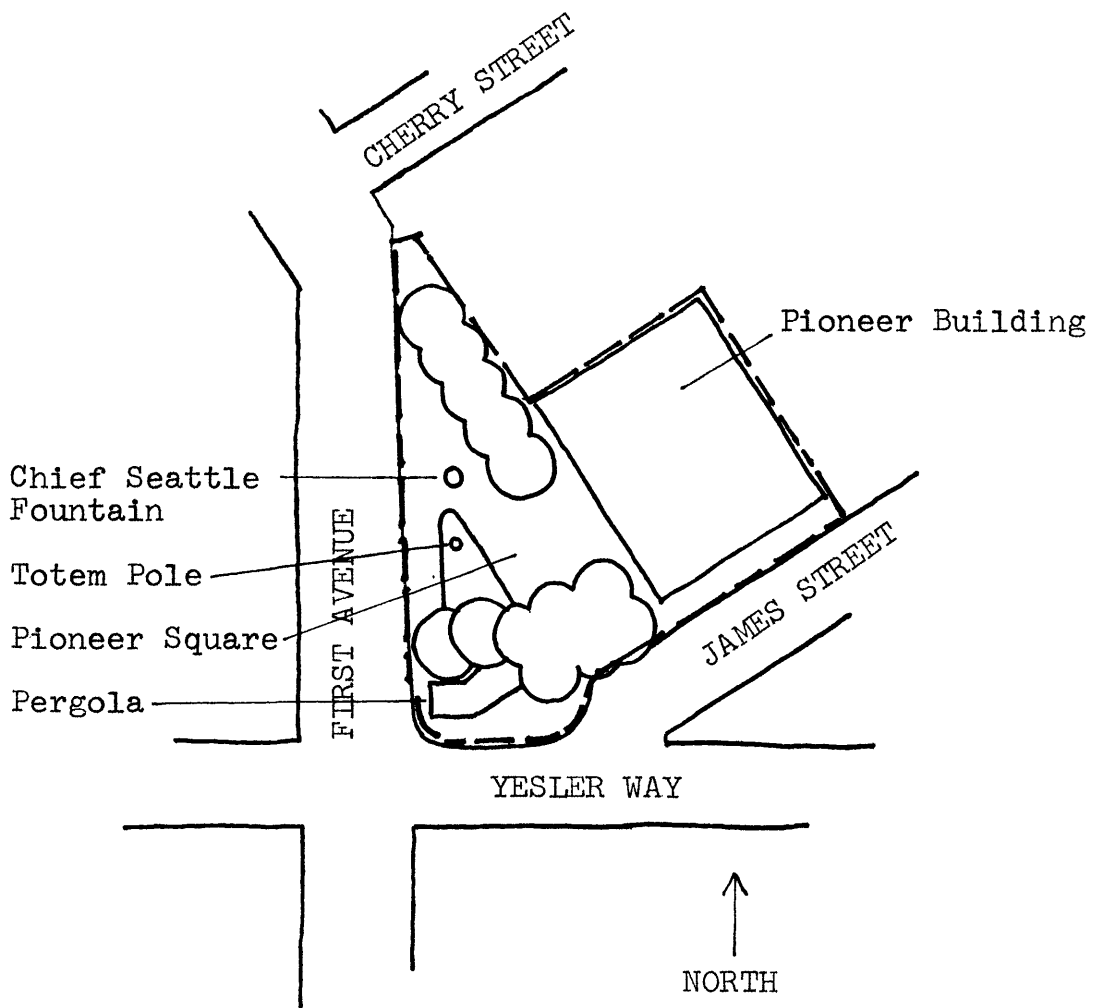 CHERRY STREET
Pioneer Building
Chief Seattle
Fountain
Totem Pole
Pioneer Square
Pergola
FIRST AVENUE
JAMES STREET
YESLER WAY
NORTH